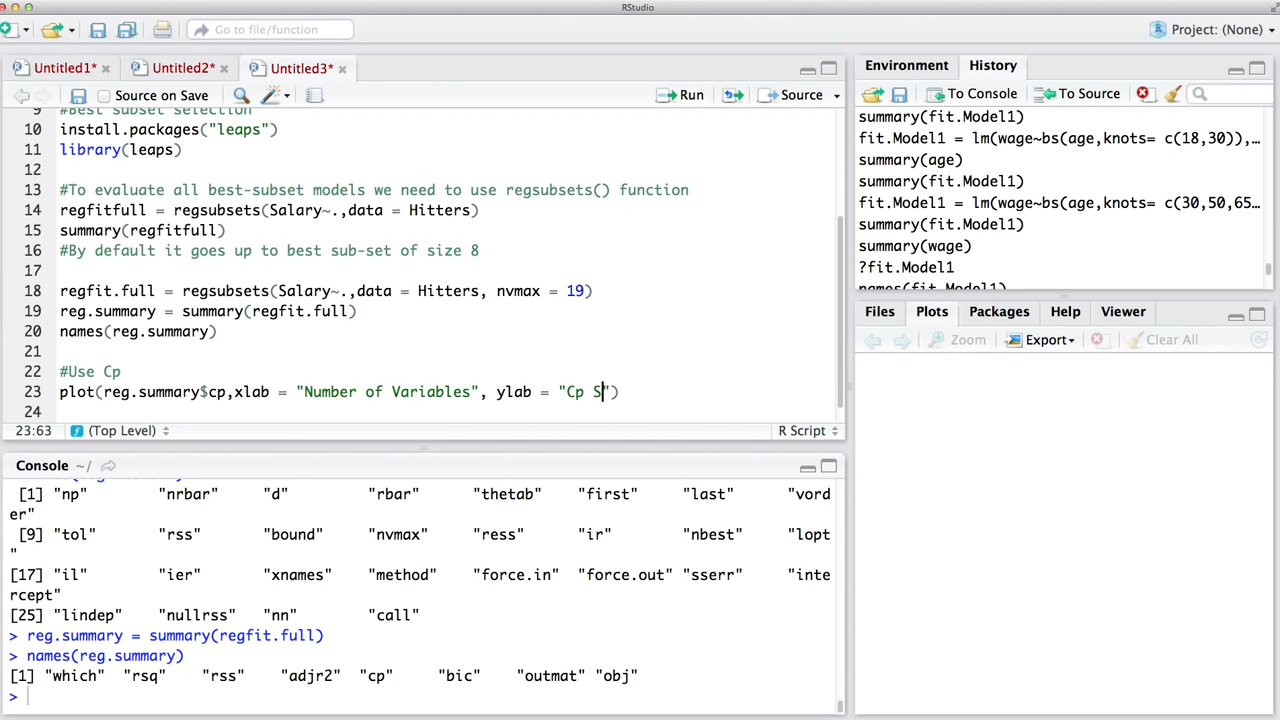 RStudio
Go to file/function
Project: (None)
Untitled1*
Untitled2*
Untitled3*
Source on Save
Run
Source
9 #Best subset selection
10 install.packages("leaps")
11 library(leaps)
12
13 #To evaluate all best-subset models we need to use regsubsets() function
14 regfitfull = regsubsets(Salary~.,data = Hitters)
15 summary(regfitfull)
16 #By default it goes up to best sub-set of size 8
17
18 regfit.full = regsubsets(Salary~.,data = Hitters, nvmax = 19)
19 reg.summary = summary(regfit.full)
20 names(reg.summary)
21
22 #Use Cp
23 plot(reg.summary$cp,xlab = "Number of Variables", ylab = "Cp S")
24
23:63 (Top Level) R Script
Console ~/
[1] "np" "nrbar" "d" "rbar" "thetab" "first" "last" "vord
er"
[9] "tol" "rss" "bound" "nvmax" "ress" "ir" "nbest" "lopt
"
[17] "il" "ier" "xnames" "method" "force.in" "force.out" "sserr" "inte
rcept"
[25] "lindep" "nullrss" "nn" "call"
> reg.summary = summary(regfit.full)
> names(reg.summary)
[1] "which" "rsq" "rss" "adjr2" "cp" "bic" "outmat" "obj"
>
Environment History
To Console To Source
summary(fit.Model1)
fit.Model1 = lm(wage~bs(age,knots= c(18,30)),…
summary(age)
summary(fit.Model1)
fit.Model1 = lm(wage~bs(age,knots= c(30,50,65…
summary(fit.Model1)
summary(wage)
?fit.Model1
names(fit.Model1)
Files Plots Packages Help Viewer
Zoom Export Clear All